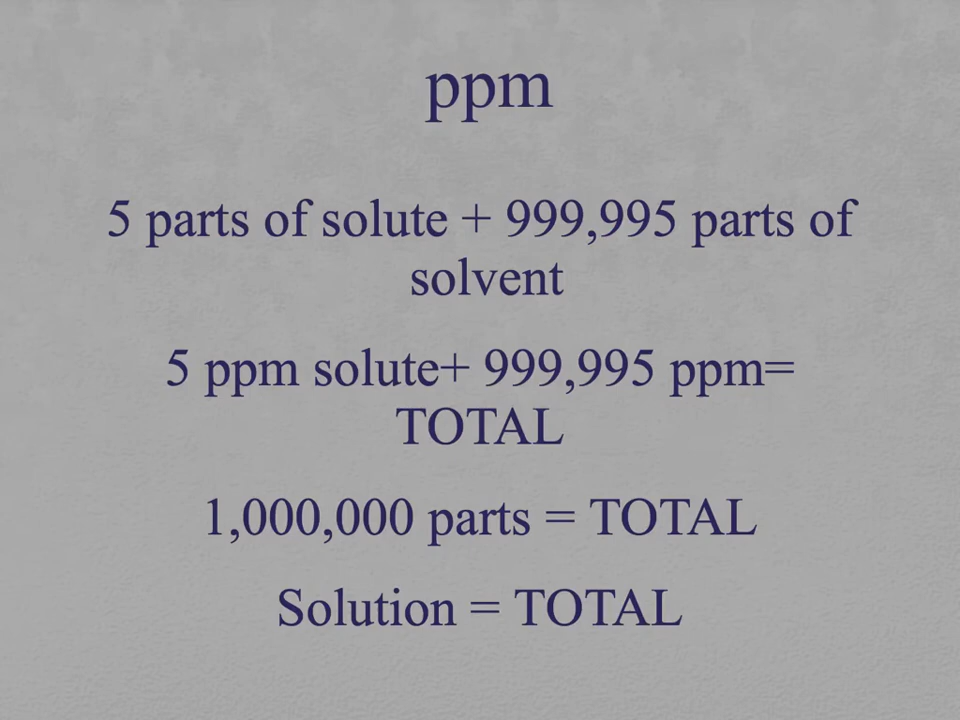 ppm
5 parts of solute + 999,995 parts of
solvent
5 ppm solute+ 999,995 ppm=
TOTAL
1,000,000 parts = TOTAL
Solution = TOTAL